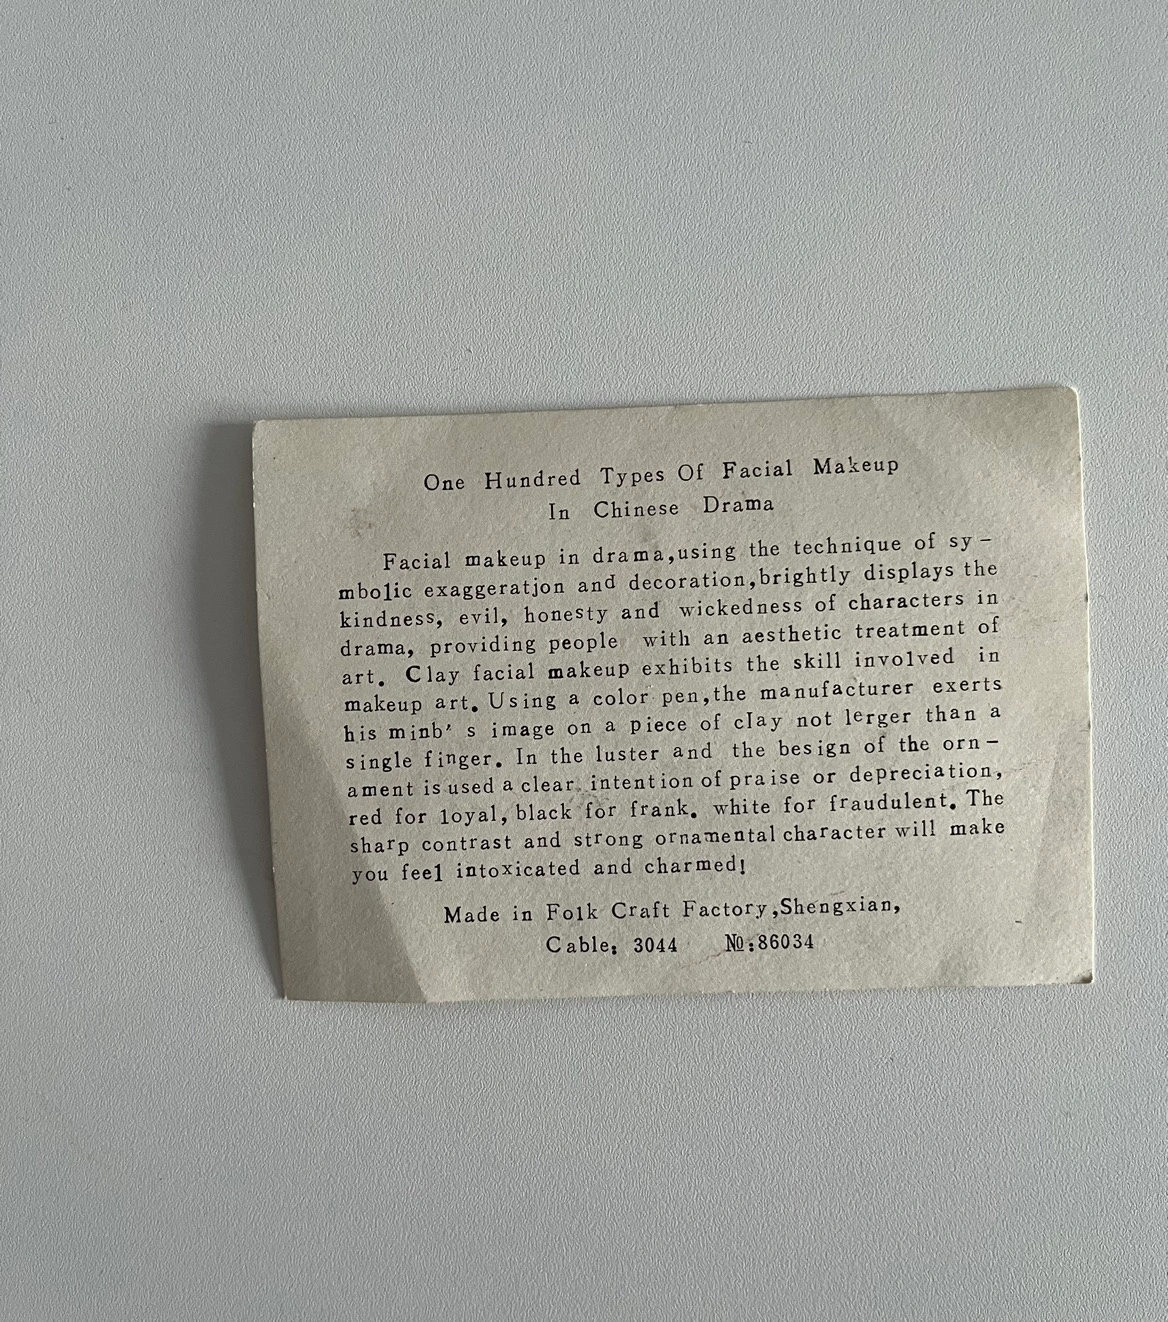 One Hundred Types Of Facial Makeup
In Chinese Drama
Facial makeup in drama,using the technique of sy-
mbolic exaggeratjon and decoration,brightly displays the
kindness, evil, honesty and wickedness of characters in
drama, providing people with an aesthetic treatment of
art. Clay facial makeup exhibits the skill involved in
makeup art. Using a color pen,the manufacturer exerts
his minb's image on a piece of clay not lerger than a
single finger. In the luster and the besign of the orn-
ament is used a clear intention of praise or depreciation,
red for loyal, black for frank. white for fraudulent. The
sharp contrast and strong ornamental character will make
you feel intoxicated and charmed!
Made in Folk Craft Factory,Shengxian,
Cable: 3044 №:86034